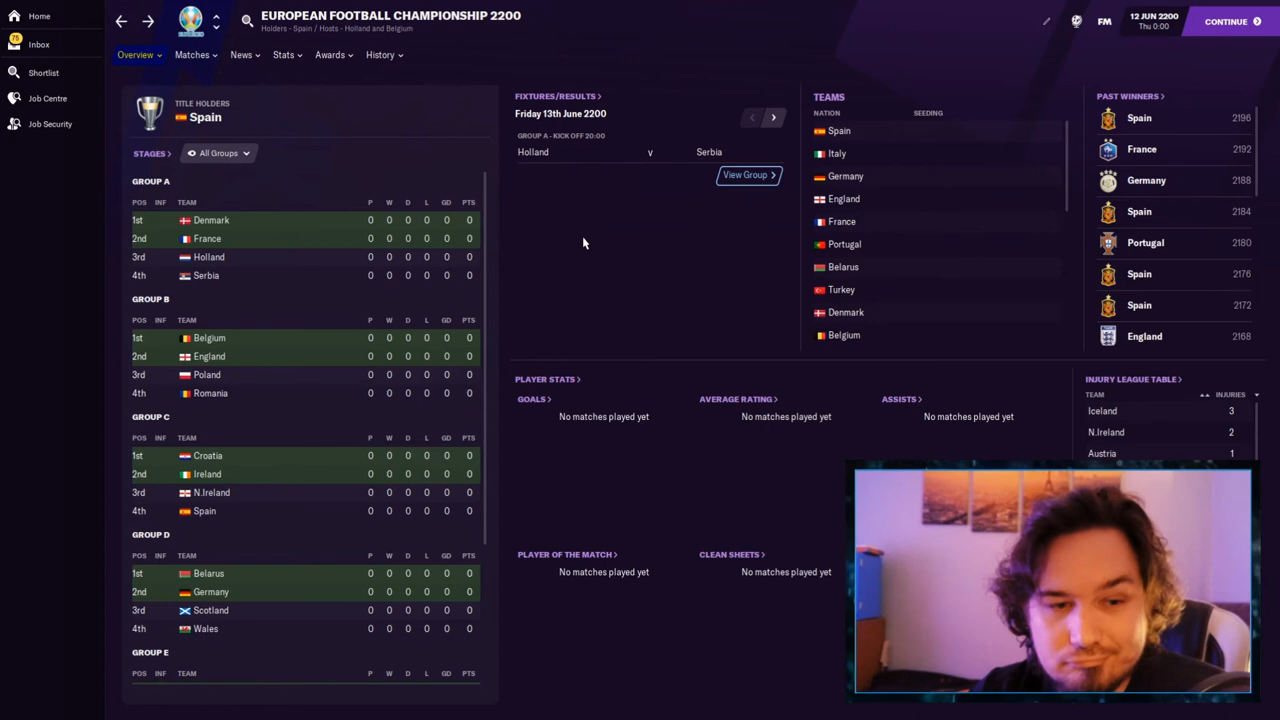 Home
75
Inbox
Shortlist
Job Centre
Job Security
EUROPEAN FOOTBALL CHAMPIONSHIP 2200
Holders - Spain / Hosts - Holland and Belgium
FM
12 JUN 2200
Thu 0:00
CONTINUE
Overview
Matches
News
Stats
Awards
History
TITLE HOLDERS
Spain
STAGES
All Groups
GROUP A
POS INF TEAM P W D L GD PTS
1st Denmark 0 0 0 0 0 0
2nd France 0 0 0 0 0 0
3rd Holland 0 0 0 0 0 0
4th Serbia 0 0 0 0 0 0
GROUP B
POS INF TEAM P W D L GD PTS
1st Belgium 0 0 0 0 0 0
2nd England 0 0 0 0 0 0
3rd Poland 0 0 0 0 0 0
4th Romania 0 0 0 0 0 0
GROUP C
POS INF TEAM P W D L GD PTS
1st Croatia 0 0 0 0 0 0
2nd Ireland 0 0 0 0 0 0
3rd N.Ireland 0 0 0 0 0 0
4th Spain 0 0 0 0 0 0
GROUP D
POS INF TEAM P W D L GD PTS
1st Belarus 0 0 0 0 0 0
2nd Germany 0 0 0 0 0 0
3rd Scotland 0 0 0 0 0 0
4th Wales 0 0 0 0 0 0
GROUP E
POS INF TEAM P W D L GD PTS
FIXTURES/RESULTS
Friday 13th June 2200
GROUP A - KICK OFF 20:00
Holland v Serbia
View Group
TEAMS
NATION SEEDING
Spain
Italy
Germany
England
France
Portugal
Belarus
Turkey
Denmark
Belgium
PAST WINNERS
Spain 2196
France 2192
Germany 2188
Spain 2184
Portugal 2180
Spain 2176
Spain 2172
England 2168
PLAYER STATS
GOALS
No matches played yet
AVERAGE RATING
No matches played yet
ASSISTS
No matches played yet
PLAYER OF THE MATCH
No matches played yet
CLEAN SHEETS
No matches played yet
INJURY LEAGUE TABLE
TEAM INJURIES
Iceland 3
N.Ireland 2
Austria 1